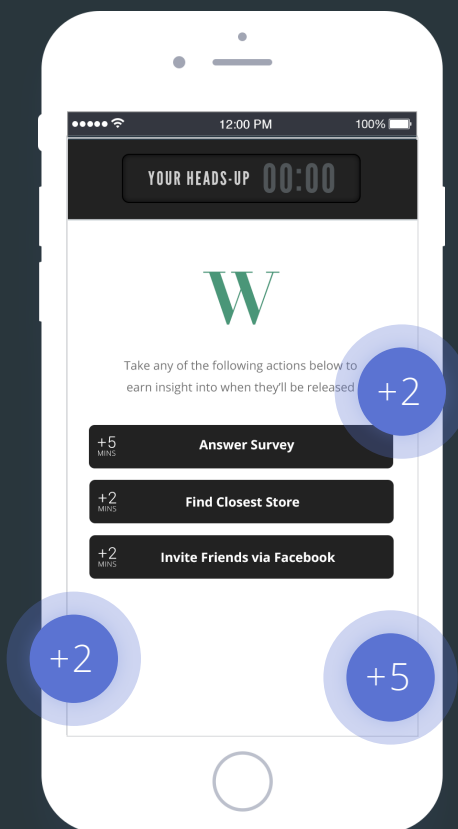 12:00 PM
100%
YOUR HEADS-UP 00:00
W
Take any of the following actions below to
earn insight into when they'll be released
+2
+5
MINS
Answer Survey
+2
MINS
Find Closest Store
+2
MINS
Invite Friends via Facebook
+2
+5